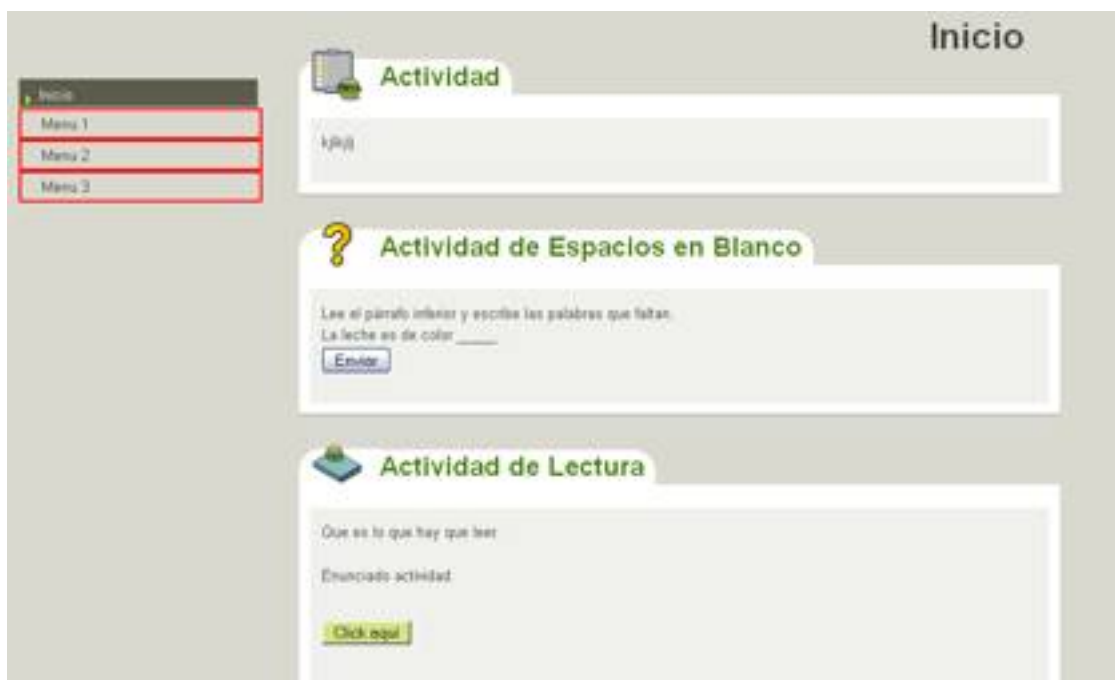 Inicio
Inicio
Menu 1
Menu 2
Menu 3
Actividad
Actividad de Espacios en Blanco
Lee el párrafo inferior y escribe las palabras que faltan.
La leche es de color _____
Enviar
Actividad de Lectura
Que es lo que hay que leer
Enunciado actividad
Click aquí